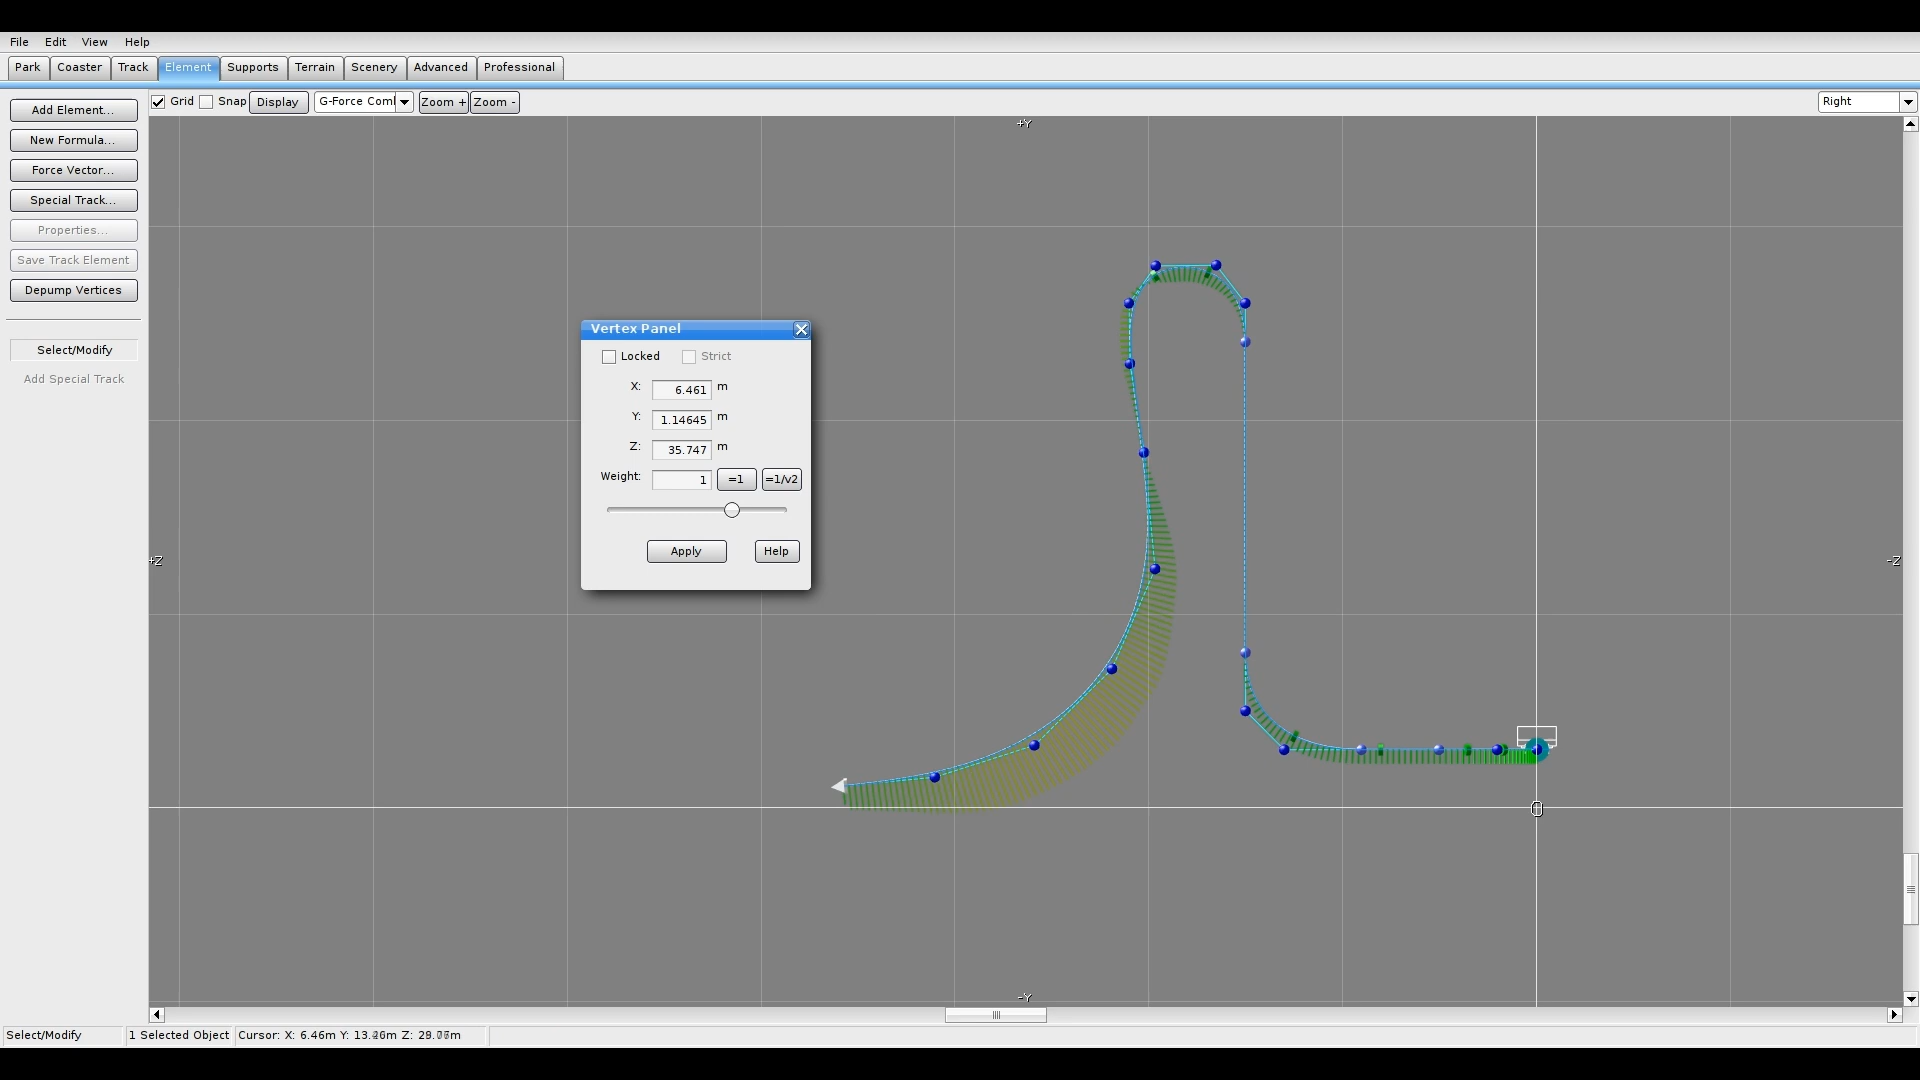 File Edit View Help
Park Coaster Track Element Supports Terrain Scenery Advanced Professional
Grid Snap Display G-Force Coml Zoom + Zoom - Right
Add Element...
New Formula...
Force Vector...
Special Track...
Properties...
Save Track Element
Depump Vertices
Select/Modify
Add Special Track
+Y
Vertex Panel
Locked Strict
X: 6.461 m
Y: 1.14645 m
Z: 35.747 m
Weight: 1 =1 =1/v2
Apply Help
+Z
-Z
0
-Y
Select/Modify 1 Selected Object Cursor: X: 6.46m Y: Z: